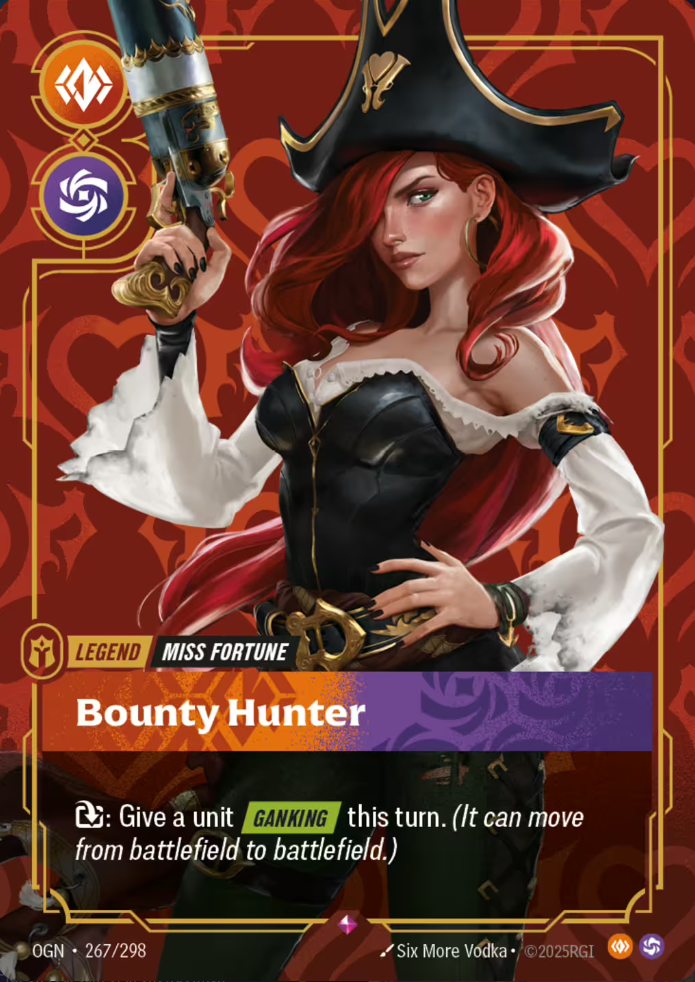 LEGEND MISS FORTUNE
Bounty Hunter
: Give a unit GANKING this turn. (It can move
from battlefield to battlefield.)
OGN • 267/298 Six More Vodka • ©2025RGI